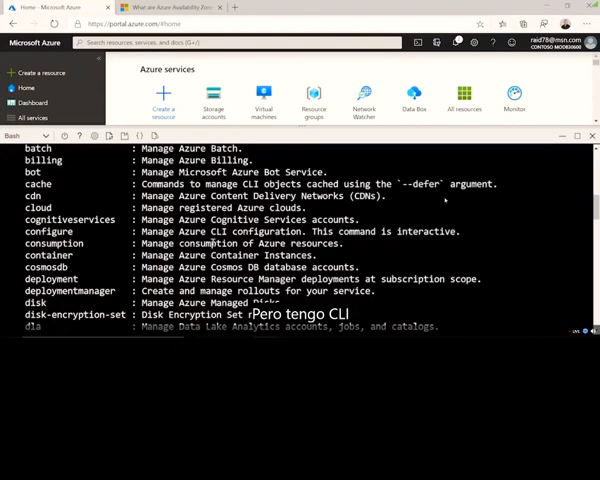 Home - Microsoft Azure
What are Azure Availability Zon
https://portal.azure.com/#home
Microsoft Azure
Search resources, services, and docs (G+/)
raid78@msn.com
Create a resource
Home
Dashboard
All services
Azure services
Create a resource
Storage accounts
Virtual machines
Resource groups
Network Watcher
Data Box
All resources
Monitor
Bash
batch : Manage Azure Batch.
billing : Manage Azure Billing.
bot : Manage Microsoft Azure Bot Service.
cache : Commands to manage CLI objects cached using the `--defer` argument.
cdn : Manage Azure Content Delivery Networks (CDNs).
cloud : Manage registered Azure clouds.
cognitiveservices : Manage Azure Cognitive Services accounts.
configure : Manage Azure CLI configuration. This command is interactive.
consumption : Manage consumption of Azure resources.
container : Manage Azure Container Instances.
cosmosdb : Manage Azure Cosmos DB database accounts.
deployment : Manage Azure Resource Manager deployments at subscription scope.
deploymentmanager : Create and manage rollouts for your service.
disk : Manage Azure Managed Disks.
disk-encryption-set : Disk Encryption Set
Pero tengo CLI
dla : Manage Data Lake Analytics accounts, jobs, and catalogs.